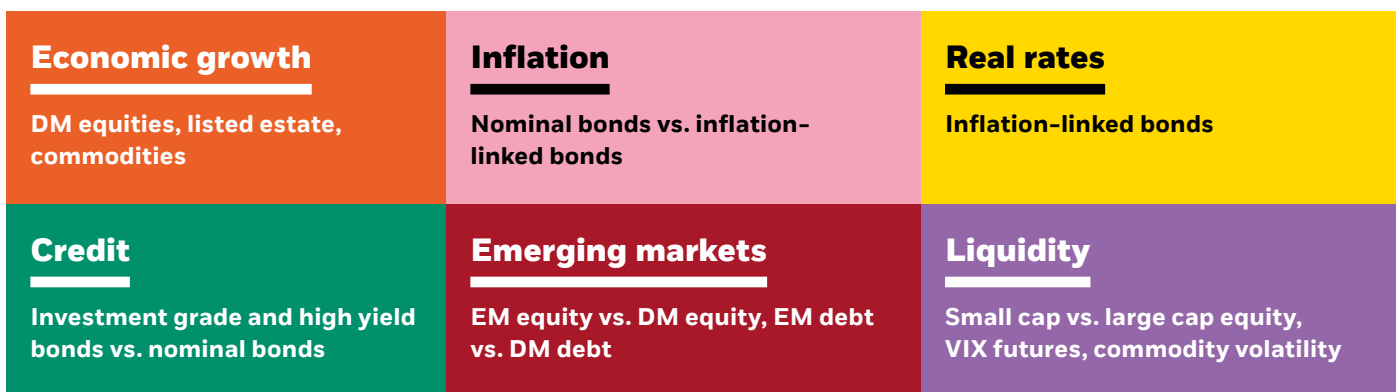 Economic growth
DM equities, listed estate,
commodities
Inflation
Nominal bonds vs. inflation-
linked bonds
Real rates
Inflation-linked bonds
Credit
Investment grade and high yield
bonds vs. nominal bonds
Emerging markets
EM equity vs. DM equity, EM debt
vs. DM debt
Liquidity
Small cap vs. large cap equity,
VIX futures, commodity volatility